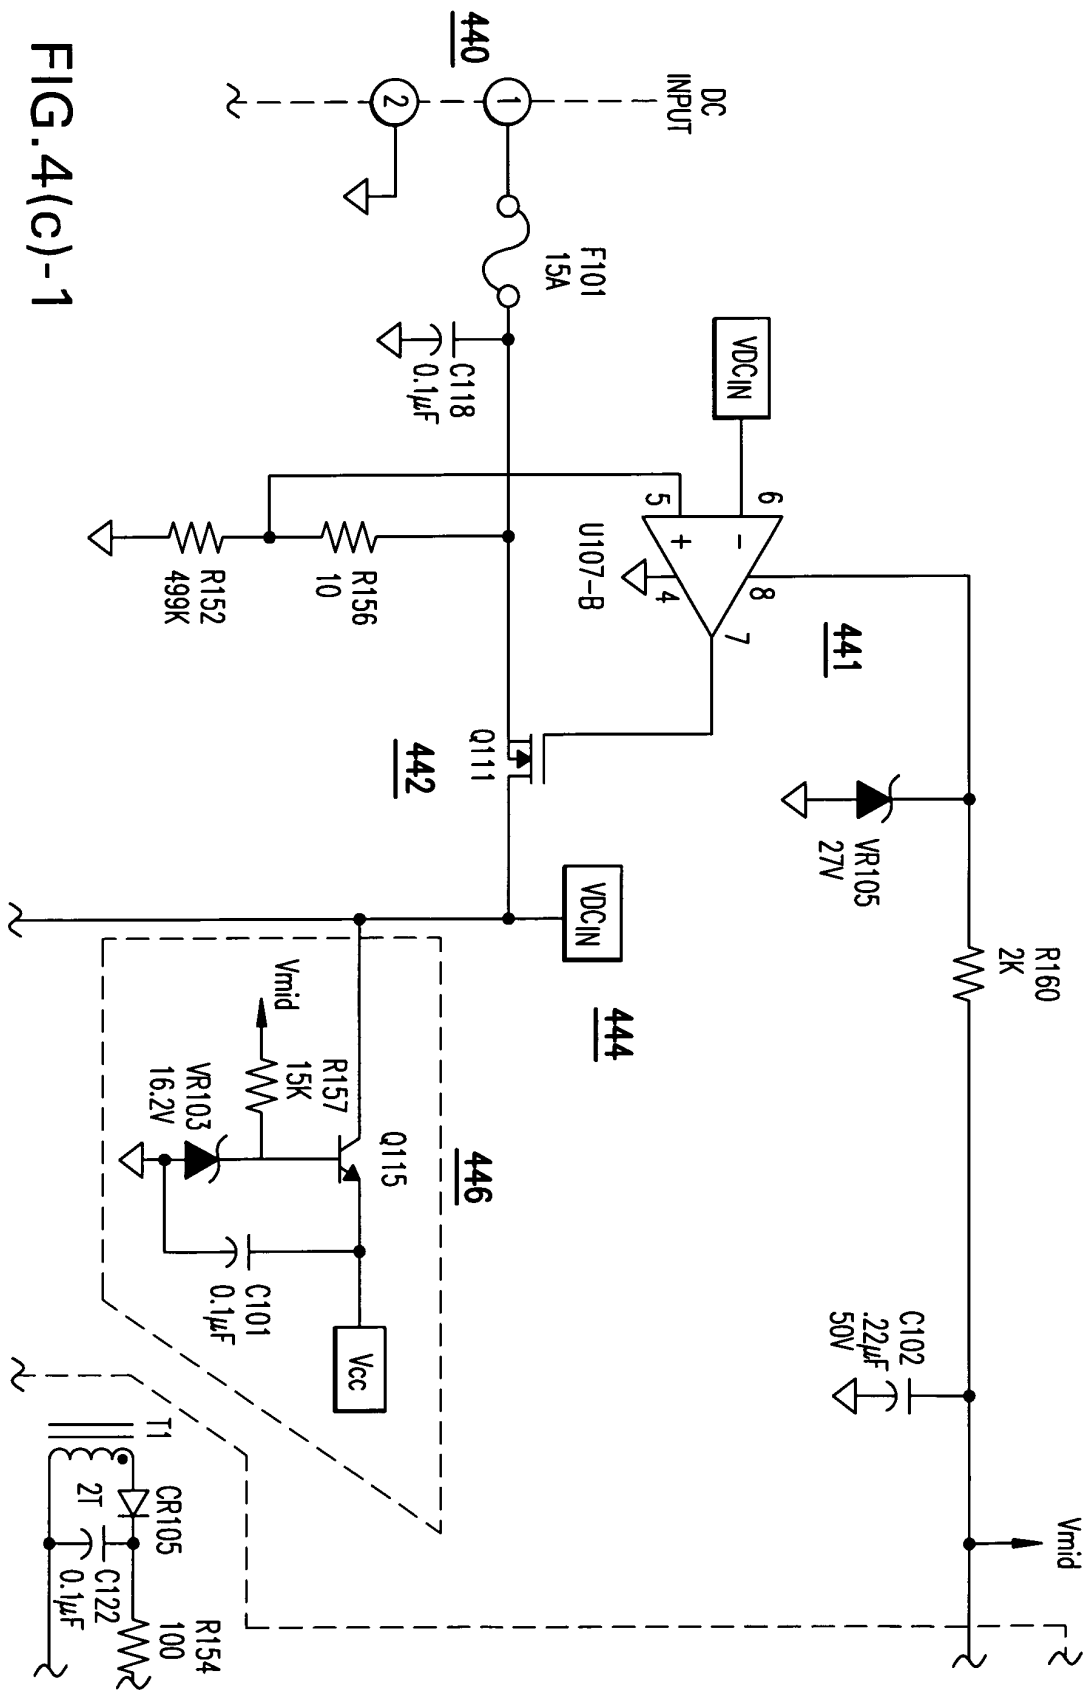 Vmid
R160
2K
C102
.22μF
50V
VR105
27V
441
6
8
7
5
4
−
+
U107-B
VDCIN
DC
INPUT
440
1
2
F101
15A
C118
0.1μF
R156
10
R152
499K
Q111
442
VDCIN
444
446
Q115
Vmid
R157
15K
VR103
16.2V
C101
0.1μF
Vcc
T1
2T
CR105
C122
0.1μF
R154
100
FIG.4(c)-1